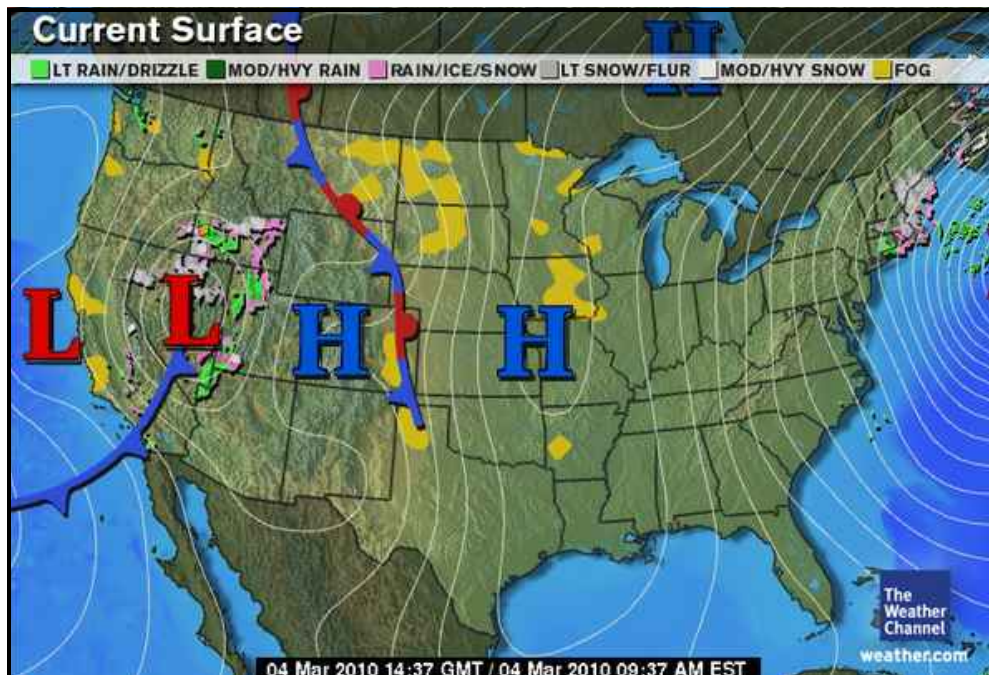 Current Surface
LT RAIN/DRIZZLE MOD/HVY RAIN RAIN/ICE/SNOW LT SNOW/FLUR MOD/HVY SNOW FOG
H
L L H H
The
Weather
Channel
weather.com
04 Mar 2010 14:37 GMT / 04 Mar 2010 09:37 AM EST